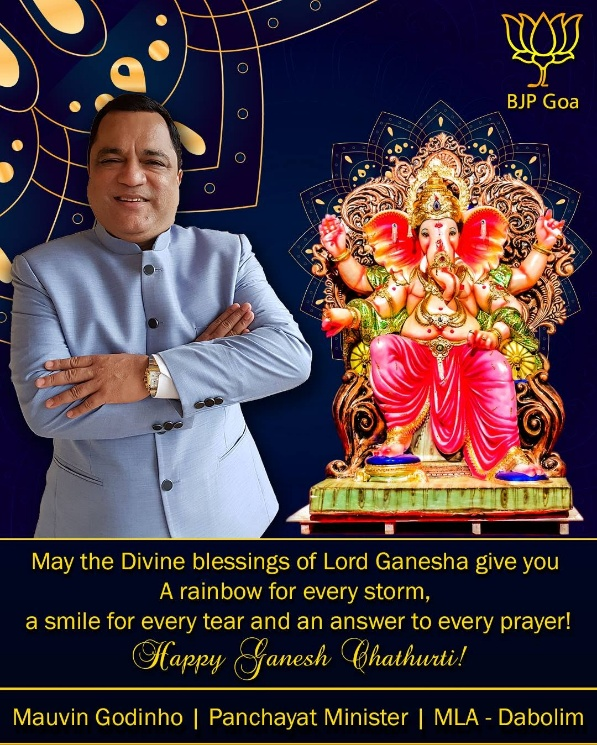 BJP Goa
May the Divine blessings of Lord Ganesha give you
A rainbow for every storm,
a smile for every tear and an answer to every prayer!
Happy Ganesh Chathurti!
Mauvin Godinho | Panchayat Minister | MLA - Dabolim